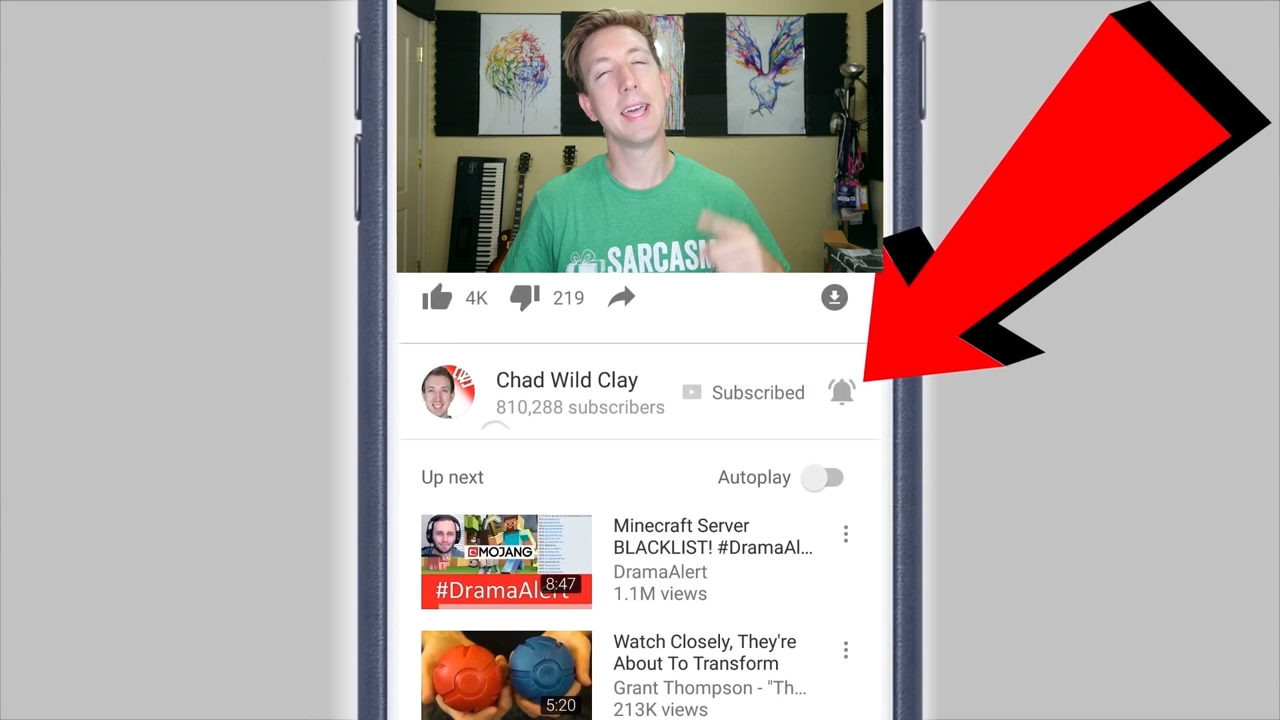 SARCASM
4K
219
Chad Wild Clay
810,288 subscribers
Subscribed
Up next
Autoplay
MOJANG
#DramaAlert
8:47
Minecraft Server
BLACKLIST! #DramaAl...
DramaAlert
1.1M views
5:20
Watch Closely, They're
About To Transform
Grant Thompson - "Th...
213K views